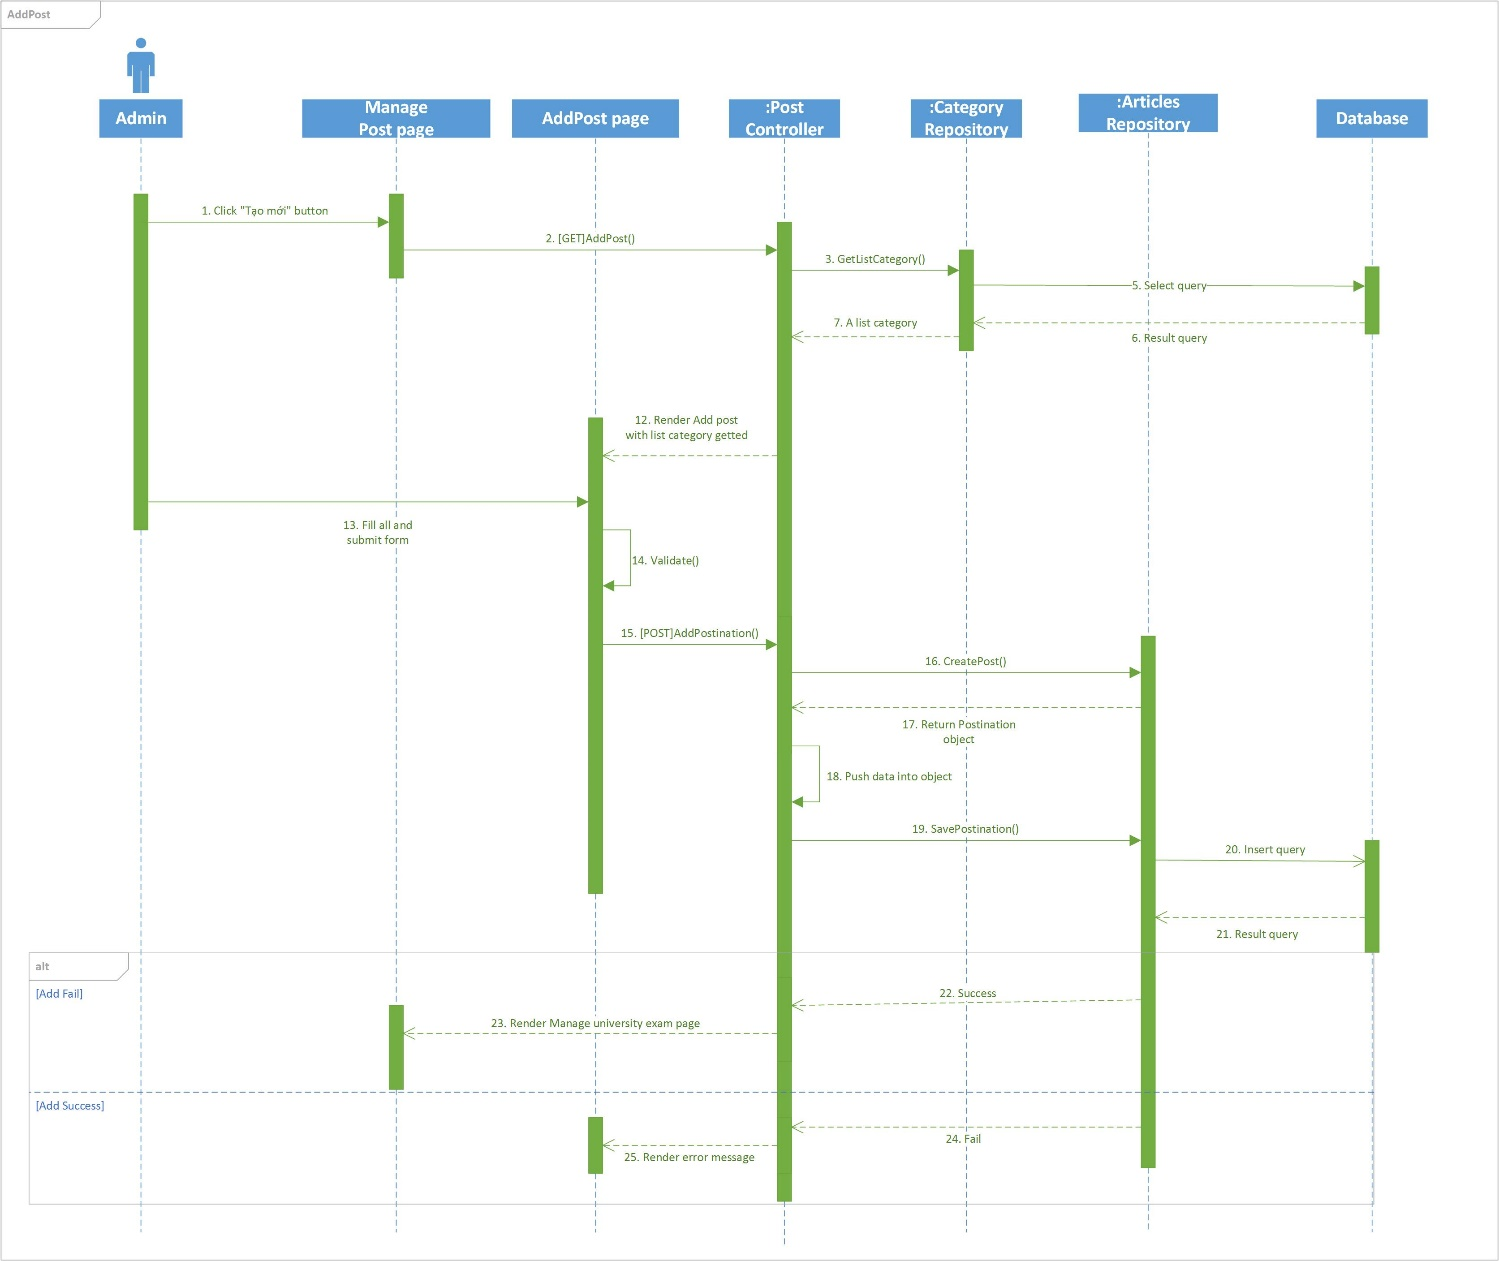 AddPost
Admin
Manage
Post page
AddPost page
:Post
Controller
:Category
Repository
:Articles
Repository
Database
1. Click "Tạo mới" button
2. [GET]AddPost()
3. GetListCategory()
5. Select query
7. A list category
6. Result query
12. Render Add post
with list category getted
13. Fill all and
submit form
14. Validate()
15. [POST]AddPostination()
16. CreatePost()
17. Return Postination
object
18. Push data into object
19. SavePostination()
20. Insert query
21. Result query
alt
[Add Fail]
22. Success
23. Render Manage university exam page
[Add Success]
24. Fail
25. Render error message